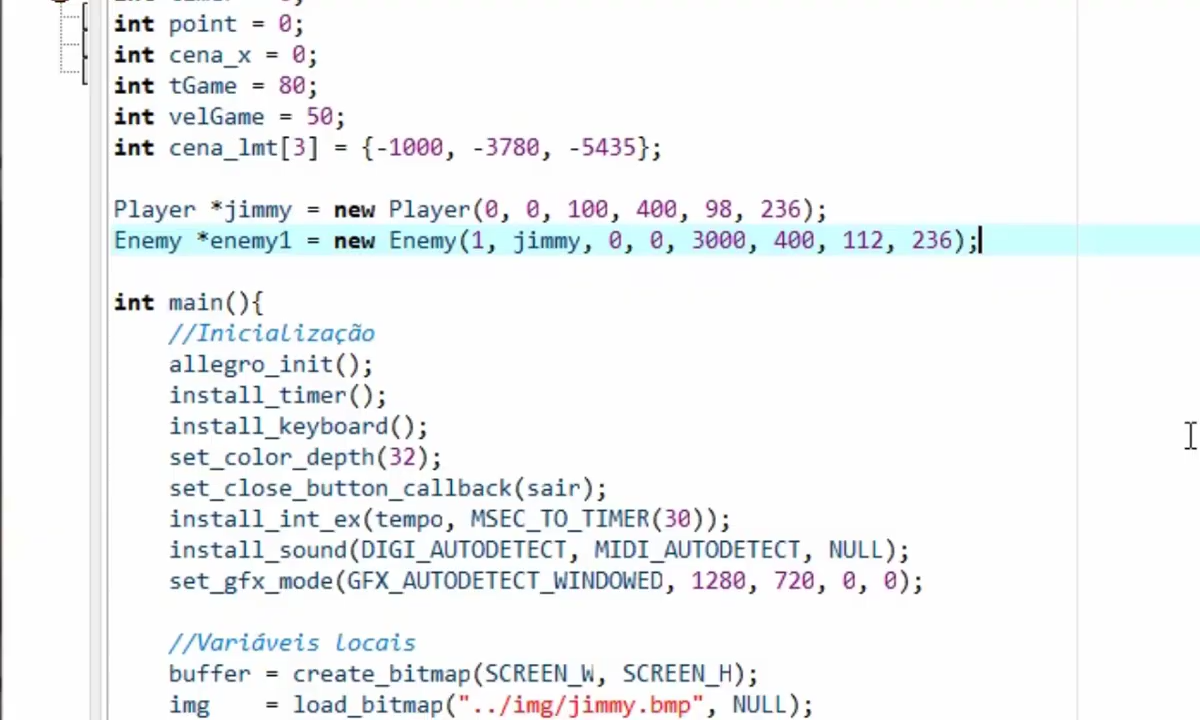 int point = 0;
int cena_x = 0;
int tGame = 80;
int velGame = 50;
int cena_lmt[3] = {-1000, -3780, -5435};
Player *jimmy = new Player(0, 0, 100, 400, 98, 236);
Enemy *enemy1 = new Enemy(1, jimmy, 0, 0, 3000, 400, 112, 236);
int main(){
//Inicialização
allegro_init();
install_timer();
install_keyboard();
set_color_depth(32);
set_close_button_callback(sair);
install_int_ex(tempo, MSEC_TO_TIMER(30));
install_sound(DIGI_AUTODETECT, MIDI_AUTODETECT, NULL);
set_gfx_mode(GFX_AUTODETECT_WINDOWED, 1280, 720, 0, 0);
//Variáveis locais
buffer = create_bitmap(SCREEN_W, SCREEN_H);
img    = load_bitmap("../img/jimmy.bmp", NULL);